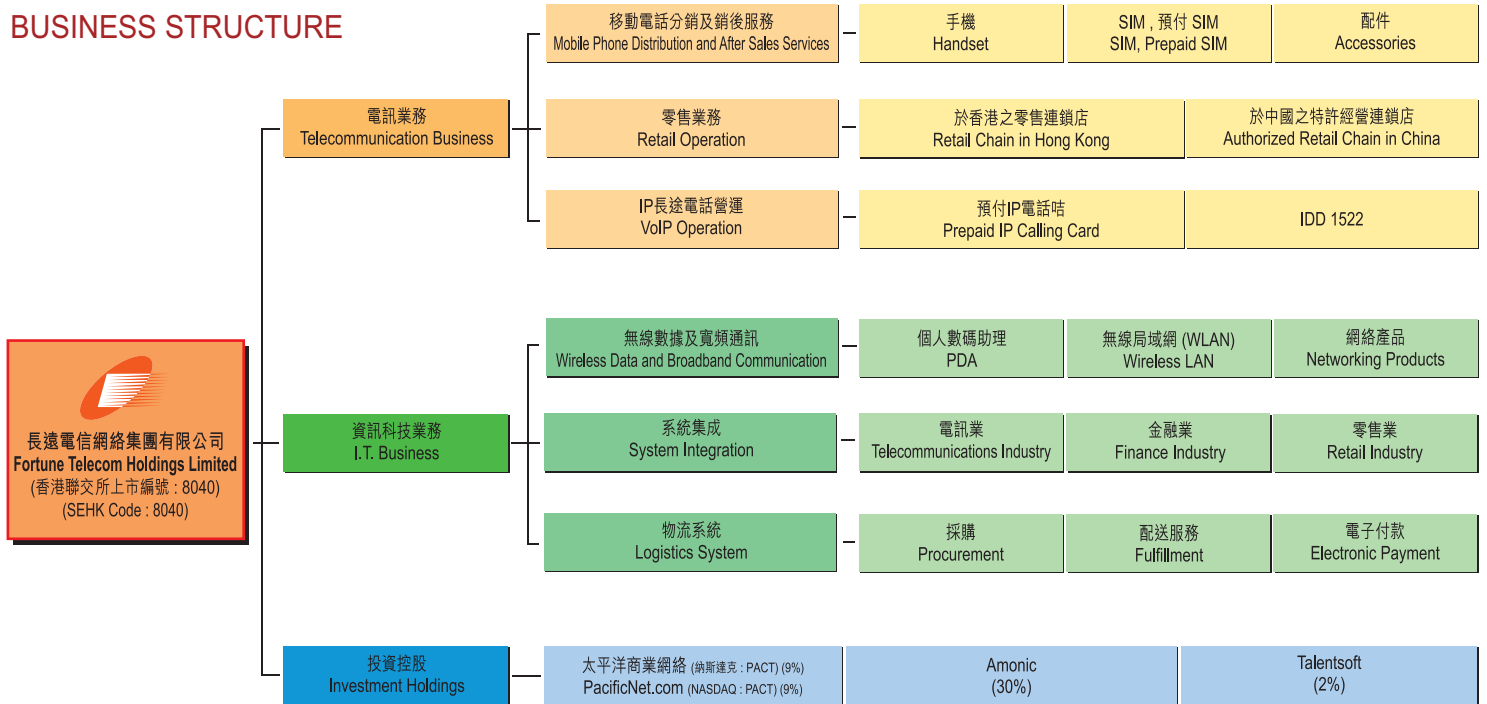 BUSINESS STRUCTURE
移動電話分銷及銷後服務
Mobile Phone Distribution and After Sales Services
手機
Handset
SIM , 預付 SIM
SIM, Prepaid SIM
配件
Accessories
電訊業務
Telecommunication Business
零售業務
Retail Operation
於香港之零售連鎖店
Retail Chain in Hong Kong
於中國之特許經營連鎖店
Authorized Retail Chain in China
IP長途電話營運
VoIP Operation
預付IP電話咭
Prepaid IP Calling Card
IDD 1522
長遠電信網絡集團有限公司
Fortune Telecom Holdings Limited
(香港聯交所上市編號 : 8040)
(SEHK Code : 8040)
資訊科技業務
I.T. Business
無線數據及寬頻通訊
Wireless Data and Broadband Communication
個人數碼助理
PDA
無線局域網 (WLAN)
Wireless LAN
網絡產品
Networking Products
系統集成
System Integration
電訊業
Telecommunications Industry
金融業
Finance Industry
零售業
Retail Industry
物流系統
Logistics System
採購
Procurement
配送服務
Fulfillment
電子付款
Electronic Payment
投資控股
Investment Holdings
太平洋商業網絡 (納斯達克 : PACT) (9%)
PacificNet.com (NASDAQ : PACT) (9%)
Amonic
(30%)
Talentsoft
(2%)